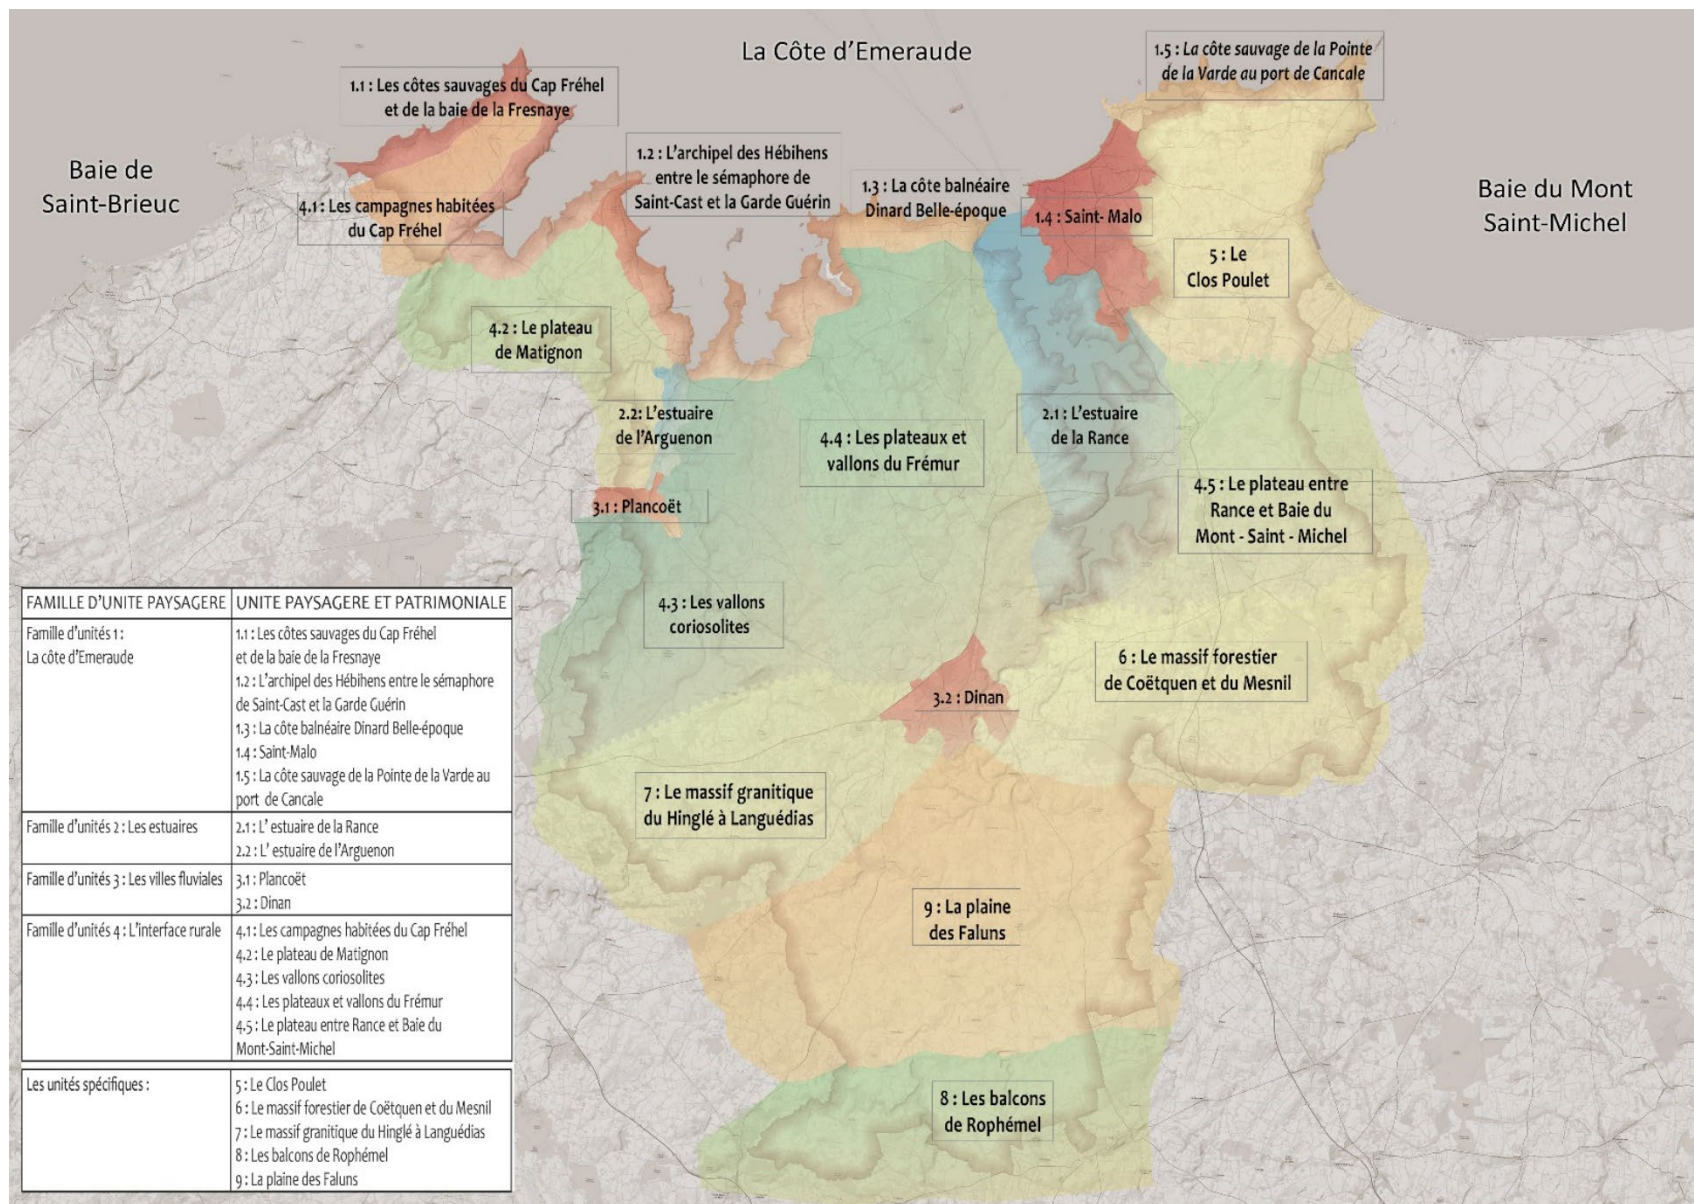 La Côte d'Emeraude
1.5 : La côte sauvage de la Pointe
de la Varde au port de Cancale
1.1 : Les côtes sauvages du Cap Fréhel
et de la baie de la Fresnaye
Baie de
Saint-Brieuc
1.2 : L'archipel des Hébihens
entre le sémaphore de
Saint-Cast et la Garde Guérin
1.3 : La côte balnéaire
Dinard Belle-époque
1.4 : Saint- Malo
Baie du Mont
Saint-Michel
4.1 : Les campagnes habitées
du Cap Fréhel
5 : Le
Clos Poulet
4.2 : Le plateau
de Matignon
2.2: L'estuaire
de l'Arguenon
4.4 : Les plateaux et
vallons du Frémur
2.1 : L'estuaire
de la Rance
4.5 : Le plateau entre
Rance et Baie du
Mont - Saint - Michel
3.1 : Plancoët
4.3 : Les vallons
coriosolites
6 : Le massif forestier
de Coëtquen et du Mesnil
3.2 : Dinan
7 : Le massif granitique
du Hinglé à Languédias
9 : La plaine
des Faluns
8 : Les balcons
de Rophémel
FAMILLE D'UNITE PAYSAGERE UNITE PAYSAGERE ET PATRIMONIALE
Famille d'unités 1 : 1.1 : Les côtes sauvages du Cap Fréhel
La côte d'Emeraude et de la baie de la Fresnaye
1.2 : L'archipel des Hébihens entre le sémaphore
de Saint-Cast et la Garde Guérin
1.3 : La côte balnéaire Dinard Belle-époque
1.4 : Saint-Malo
1.5 : La côte sauvage de la Pointe de la Varde au
port de Cancale
Famille d'unités 2 : Les estuaires 2.1 : L' estuaire de la Rance
2.2 : L' estuaire de l'Arguenon
Famille d'unités 3 : Les villes fluviales 3.1 : Plancoët
3.2 : Dinan
Famille d'unités 4 : L'interface rurale 4.1 : Les campagnes habitées du Cap Fréhel
4.2 : Le plateau de Matignon
4.3 : Les vallons coriosolites
4.4 : Les plateaux et vallons du Frémur
4.5 : Le plateau entre Rance et Baie du
Mont-Saint-Michel
Les unités spécifiques : 5 : Le Clos Poulet
6 : Le massif forestier de Coëtquen et du Mesnil
7 : Le massif granitique du Hinglé à Languédias
8 : Les balcons de Rophémel
9 : La plaine des Faluns